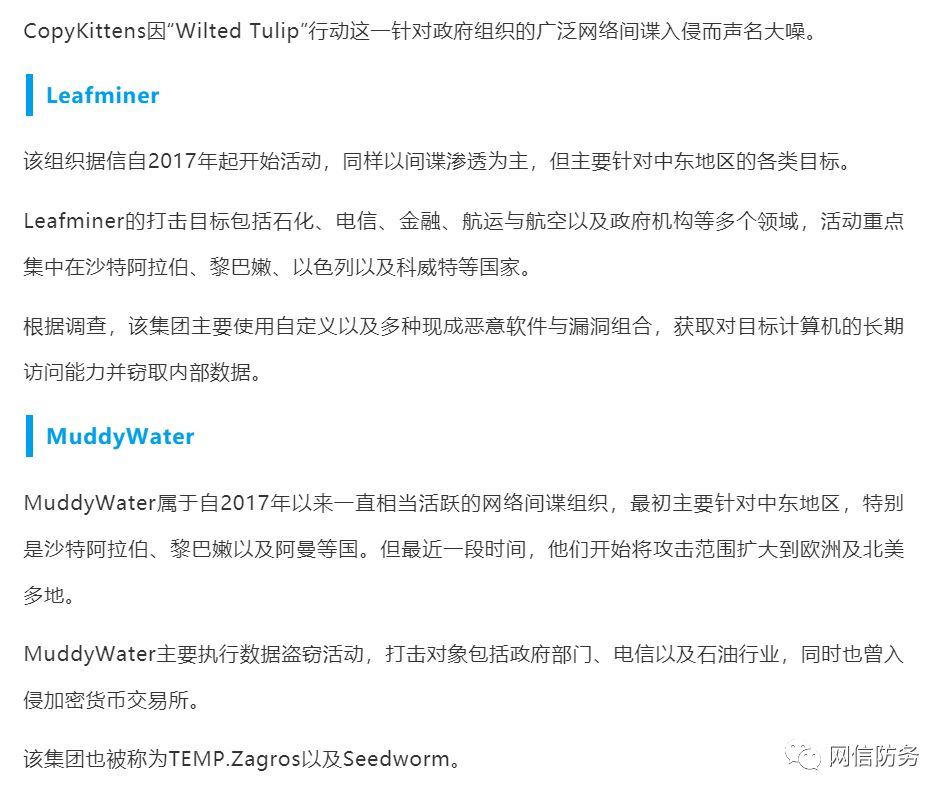 CopyKittens因“Wilted Tulip”行动这一针对政府组织的广泛网络间谍入侵而声名大噪。
Leafminer
该组织据信自2017年起开始活动，同样以间谍渗透为主，但主要针对中东地区的各类目标。
Leafminer的打击目标包括石化、电信、金融、航运与航空以及政府机构等多个领域，活动重点
集中在沙特阿拉伯、黎巴嫩、以色列以及科威特等国家。
根据调查，该集团主要使用自定义以及多种现成恶意软件与漏洞组合，获取对目标计算机的长期
访问能力并窃取内部数据。
MuddyWater
MuddyWater属于自2017年以来一直相当活跃的网络间谍组织，最初主要针对中东地区，特别
是沙特阿拉伯、黎巴嫩以及阿曼等国。但最近一段时间，他们开始将攻击范围扩大到欧洲及北美
多地。
MuddyWater主要执行数据盗窃活动，打击对象包括政府部门、电信以及石油行业，同时也曾入
侵加密货币交易所。
该集团也被称为TEMP.Zagros以及Seedworm。
网信防务